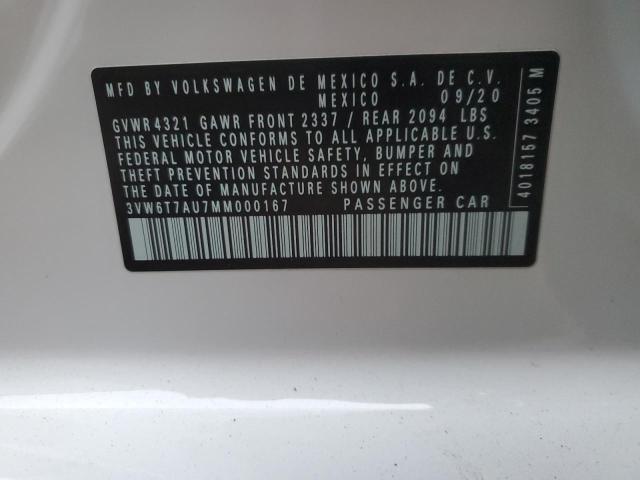 MFD BY VOLKSWAGEN DE MEXICO S.A. DE C.V.
MEXICO 09/20
GVWR 4321 GAWR FRONT 2337 / REAR 2094 LBS
THIS VEHICLE CONFORMS TO ALL APPLICABLE U.S.
FEDERAL MOTOR VEHICLE SAFETY, BUMPER AND
THEFT PREVENTION STANDARDS IN EFFECT ON
THE DATE OF MANUFACTURE SHOWN ABOVE.
3VW6T7AU7MM000167 PASSENGER CAR
4018157 3405 M